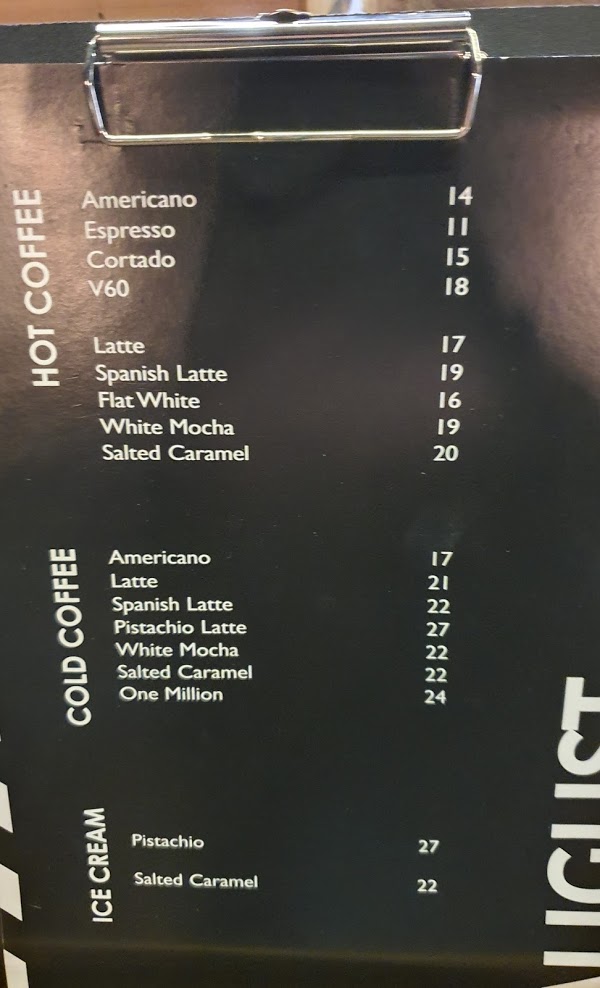 HOT COFFEE
Americano 14
Espresso 11
Cortado 15
V60 18
Latte 17
Spanish Latte 19
Flat White 16
White Mocha 19
Salted Caramel 20
COLD COFFEE
Americano 17
Latte 21
Spanish Latte 22
Pistachio Latte 27
White Mocha 22
Salted Caramel 22
One Million 24
ICE CREAM
Pistachio 27
Salted Caramel 22
UGUST